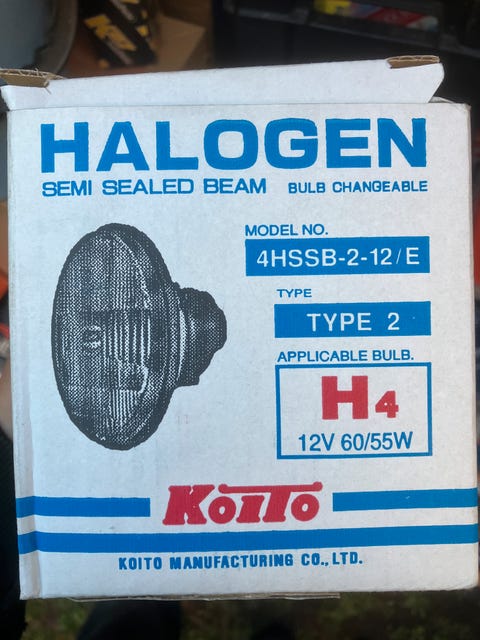 HALOGEN
SEMI SEALED BEAM BULB CHANGEABLE
MODEL NO.
4HSSB-2-12/E
TYPE
TYPE 2
APPLICABLE BULB.
H4
12V 60/55W
KOITO
KOITO MANUFACTURING CO., LTD.